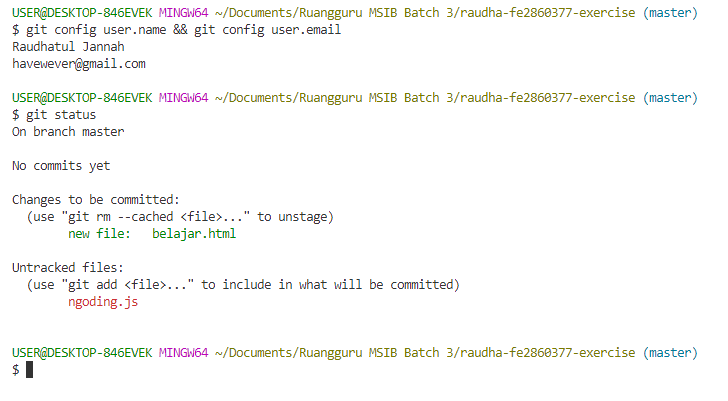 USER@DESKTOP-846EVEK MINGW64 ~/Documents/Ruangguru MSIB Batch 3/raudha-fe2860377-exercise (master)
$ git config user.name && git config user.email
Raudhatul Jannah
havewever@gmail.com
USER@DESKTOP-846EVEK MINGW64 ~/Documents/Ruangguru MSIB Batch 3/raudha-fe2860377-exercise (master)
$ git status
On branch master
No commits yet
Changes to be committed:
(use "git rm --cached <file>..." to unstage)
new file: belajar.html
Untracked files:
(use "git add <file>..." to include in what will be committed)
ngoding.js
USER@DESKTOP-846EVEK MINGW64 ~/Documents/Ruangguru MSIB Batch 3/raudha-fe2860377-exercise (master)
$